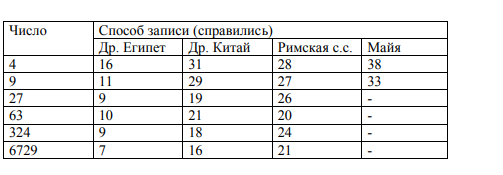 Число Способ записи (справились)
Др. Египет Др. Китай Римская с.с. Майя
4 16 31 28 38
9 11 29 27 33
27 9 19 26 -
63 10 21 20 -
324 9 18 24 -
6729 7 16 21 -